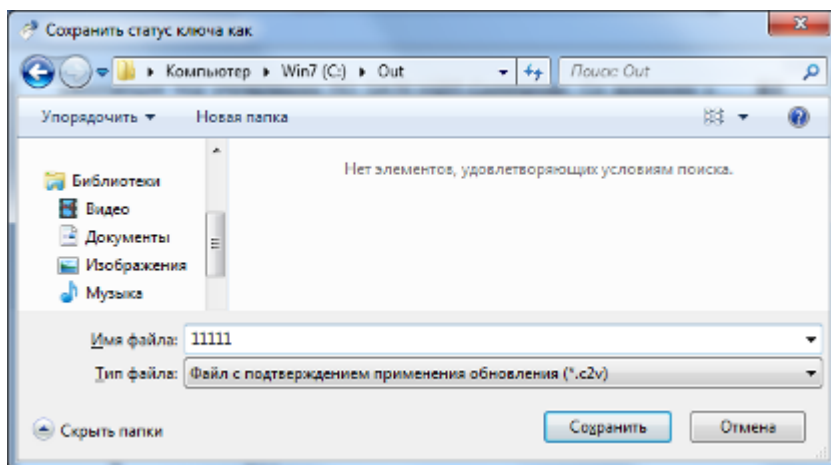 Сохранить статус ключа как
Компьютер Win7 (C:) Out Поиск: Out
Упорядочить Новая папка
Нет элементов, удовлетворяющих условиям поиска.
Библиотеки
Видео
Документы
Изображения
Музыка
Имя файла: 11111
Тип файла: Файл с подтверждением применения обновления (*.c2v)
Скрыть папки Сохранить Отмена